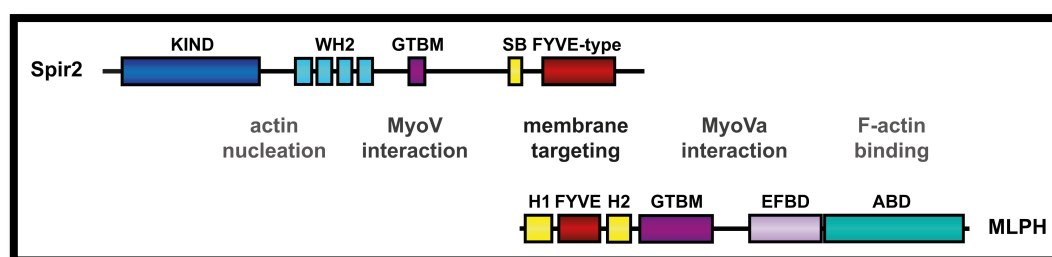 KIND WH2 GTBM SB FYVE-type
Spir2
actin MyoV membrane MyoVa F-actin
nucleation interaction targeting interaction binding
H1 FYVE H2 GTBM EFBD ABD
MLPH